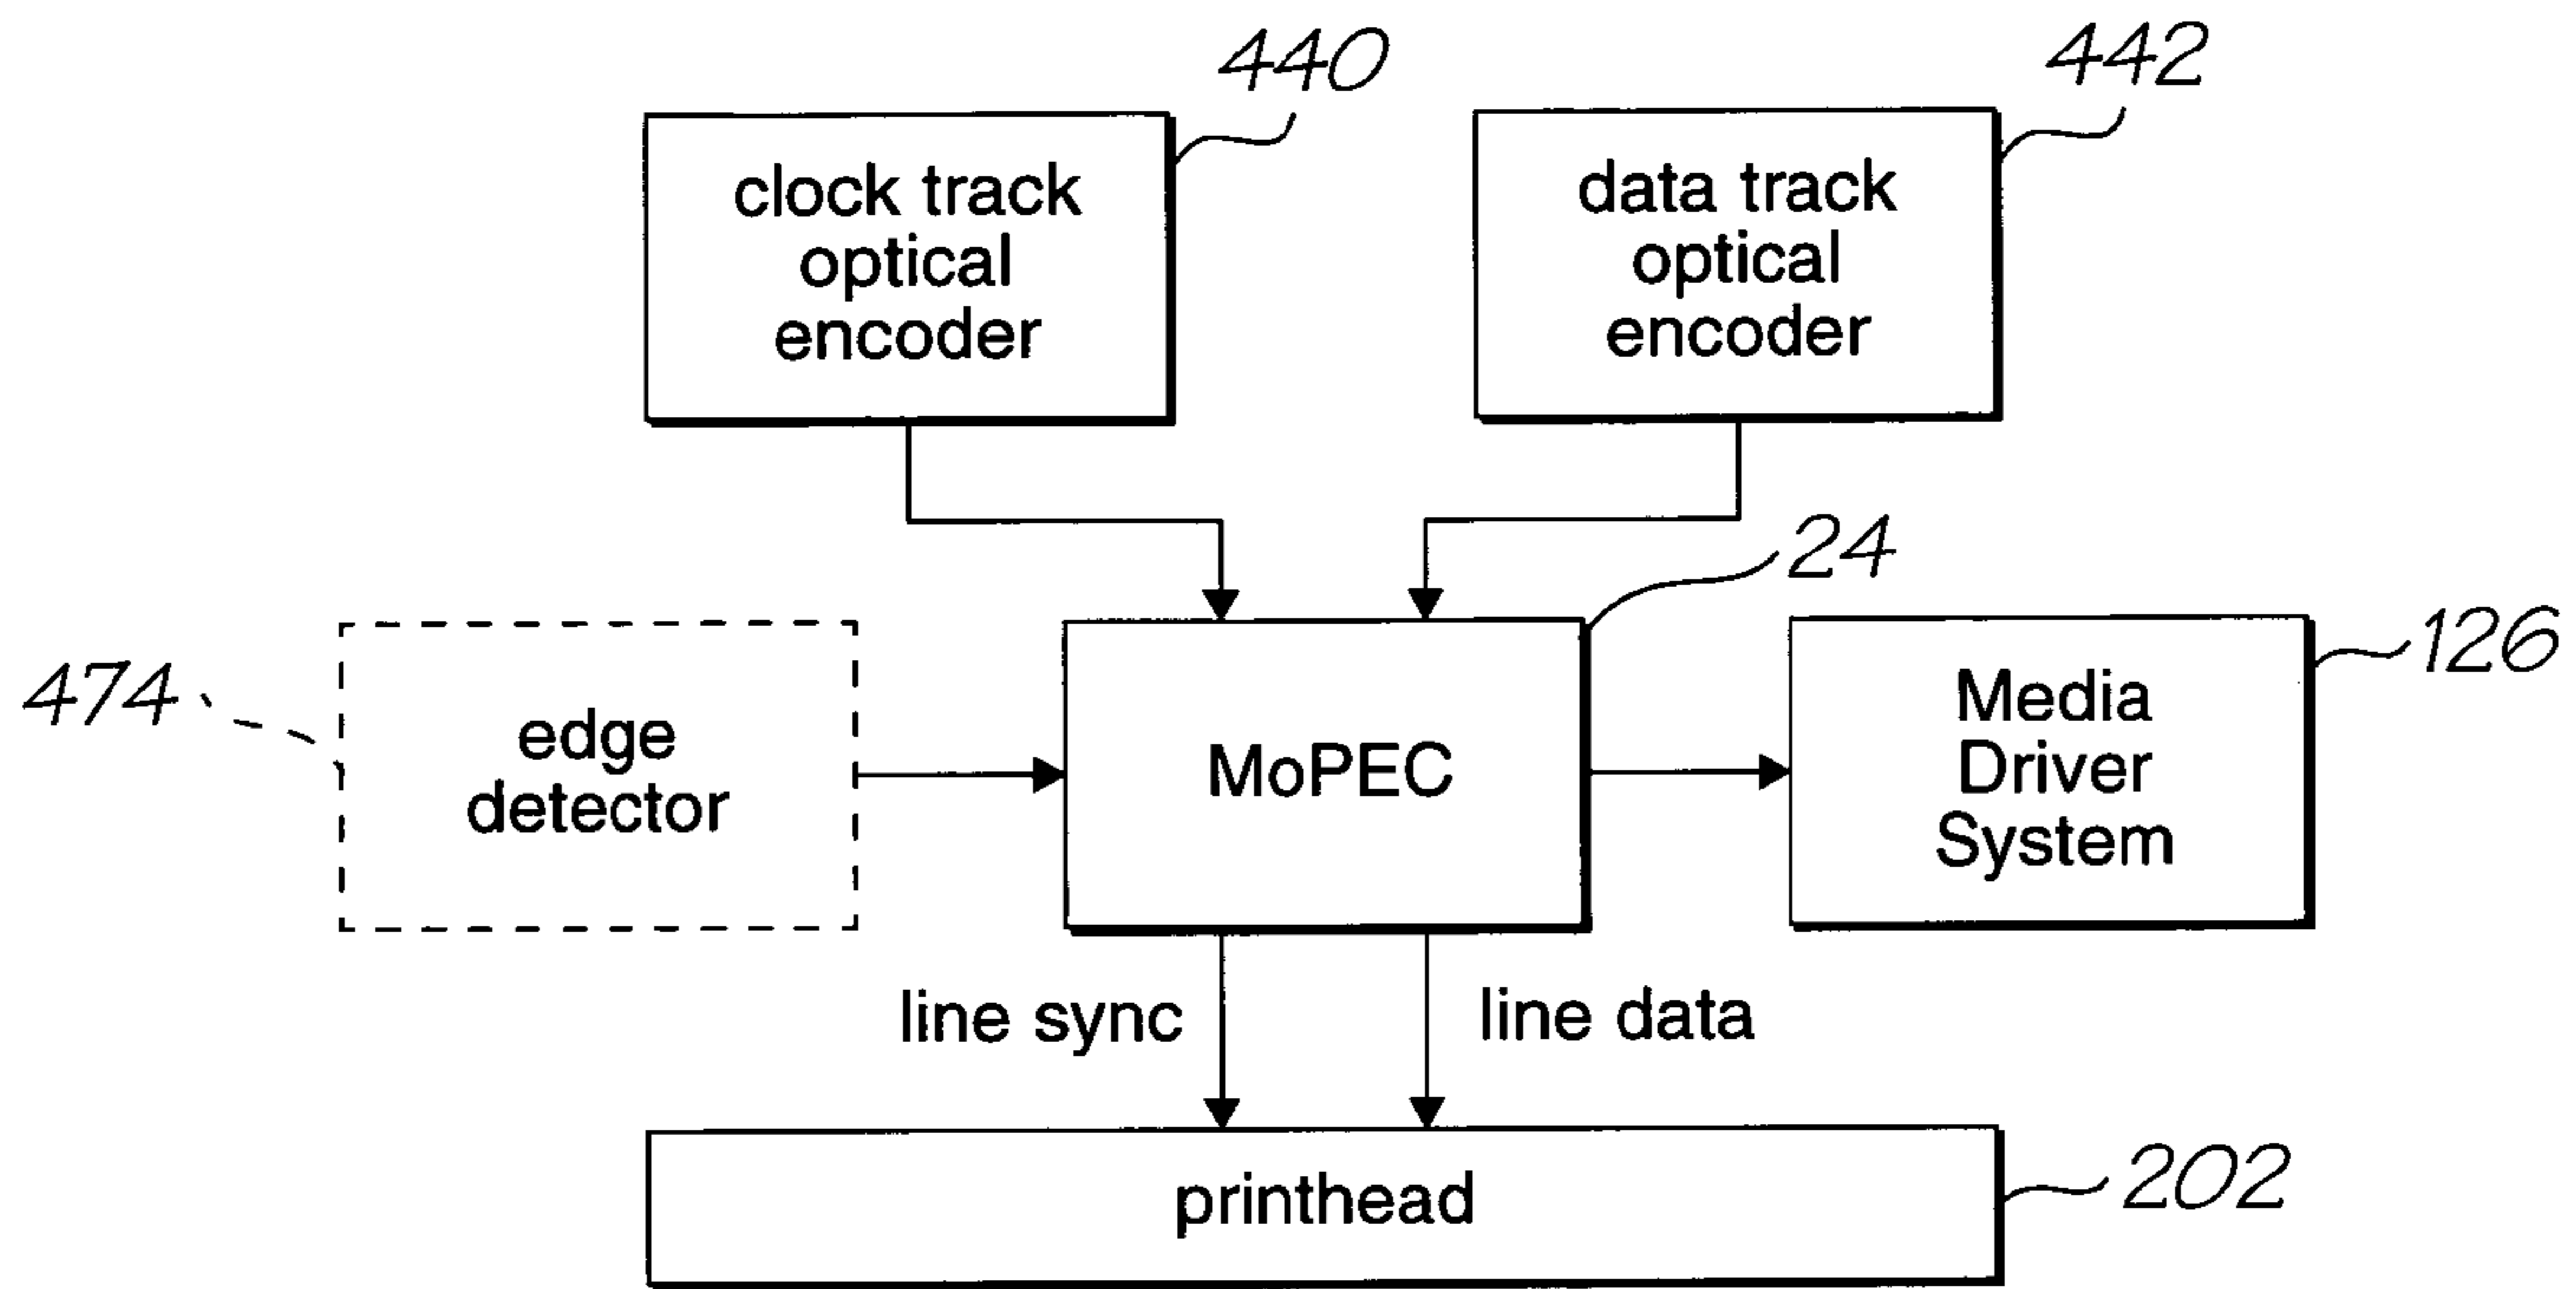 440
442
clock track
optical
encoder
data track
optical
encoder
24
126
474
edge
detector
MoPEC
Media
Driver
System
line sync
line data
printhead
202